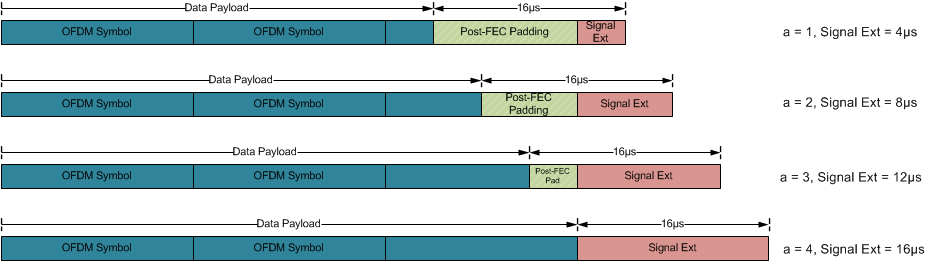 Data Payload 16µs
OFDM Symbol OFDM Symbol Post-FEC Padding Signal Ext a = 1, Signal Ext = 4µs
Data Payload 16µs
OFDM Symbol OFDM Symbol Post-FEC Padding Signal Ext a = 2, Signal Ext = 8µs
Data Payload 16µs
OFDM Symbol OFDM Symbol Post-FEC Pad Signal Ext a = 3, Signal Ext = 12µs
Data Payload 16µs
OFDM Symbol OFDM Symbol Signal Ext a = 4, Signal Ext = 16µs